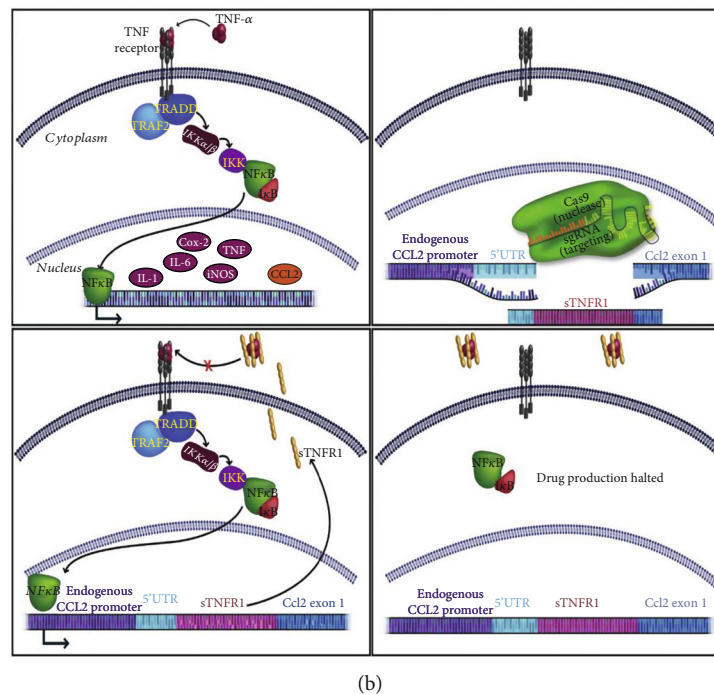 TNF-α
TNF
receptor
TRADD
TRAF2
Cytoplasm
IKKα/β
IKK
NFκB
IκB
Cox-2
TNF
Nucleus
IL-6
NFκB
IL-1
iNOS
CCL2
Cas9
(nuclease)
sgRNA
(targeting)
Endogenous
CCL2 promoter
5'UTR
Ccl2 exon 1
sTNFR1
X
TRADD
TRAF2
IKKα/β
IKK
sTNFR1
NFκB
IκB
NFκB
Endogenous
CCL2 promoter
5'UTR
sTNFR1
Ccl2 exon 1
NFκB
IκB
Drug production halted
Endogenous
CCL2 promoter
5'UTR
sTNFR1
Ccl2 exon 1
(b)